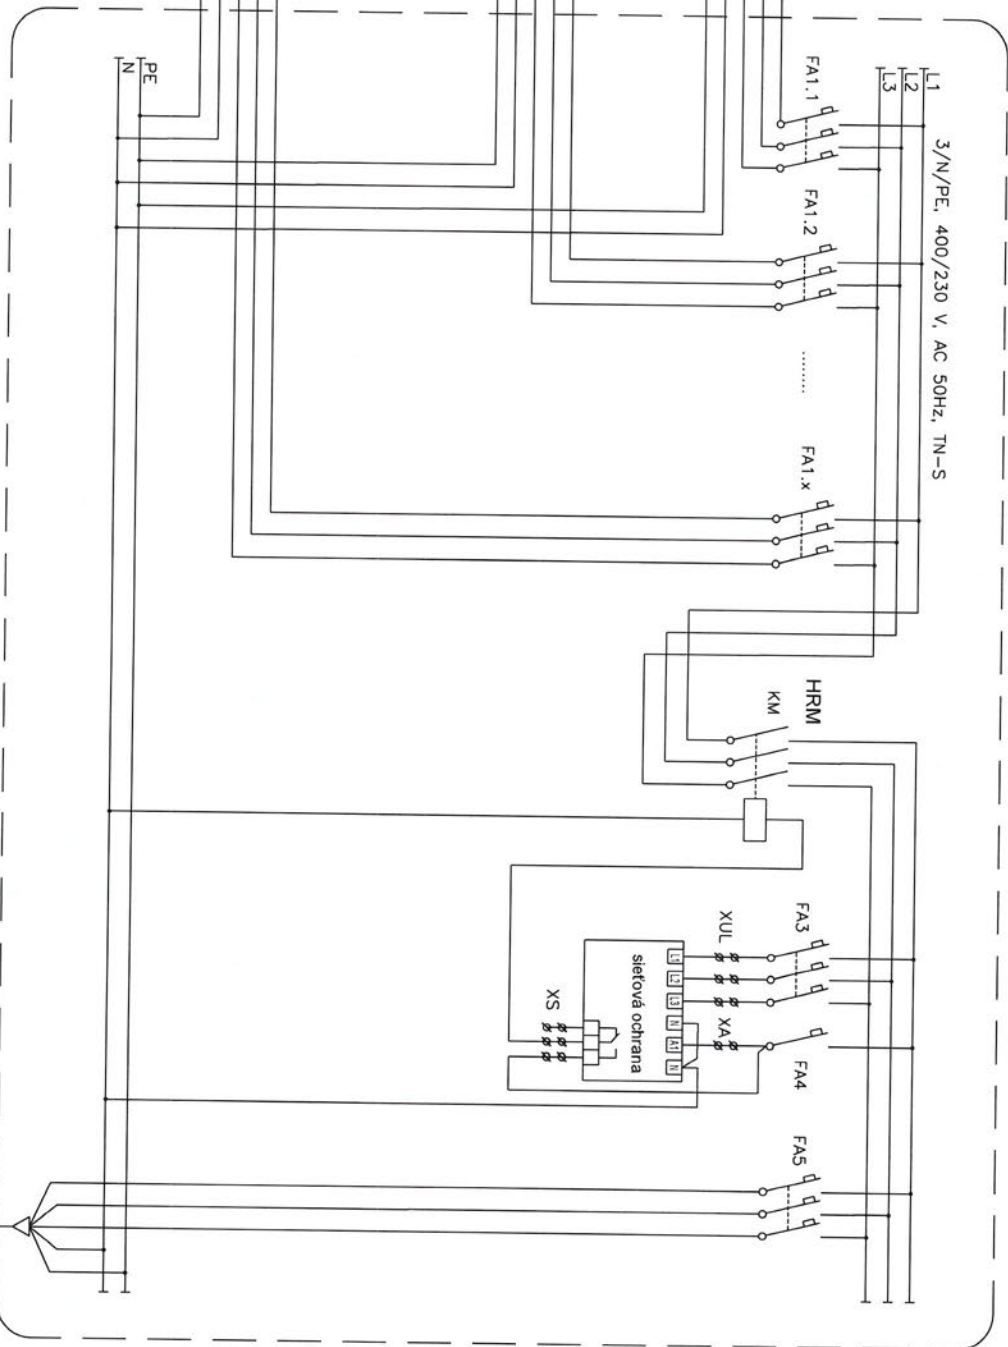 3/N/PE, 400/230 V, AC 50Hz, TN-S
L1
L2
L3
FA1.1
FA1.2
........
FA1.x
HRM
KM
FA3
FA4
FA5
XUL
XA
L1
L2
L3
N
A1
N
sieťová ochrana
XS
PE
N